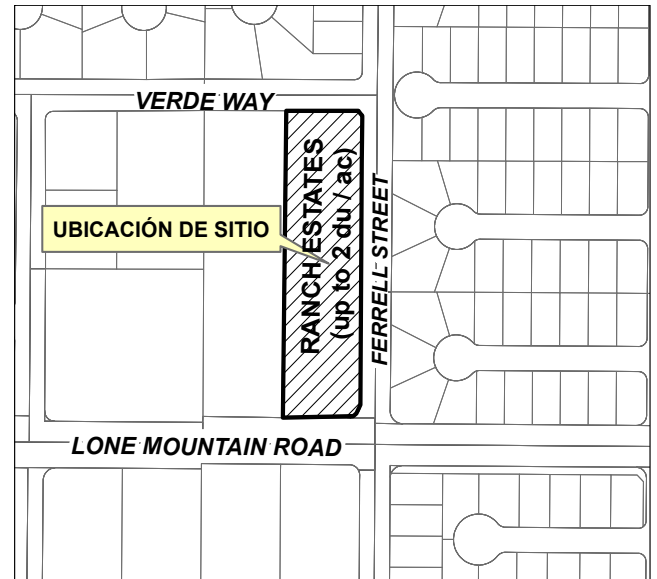 VERDE WAY
UBICACIÓN DE SITIO
RANCH ESTATES
(up to 2 du / ac)
FERRELL STREET
LONE MOUNTAIN ROAD